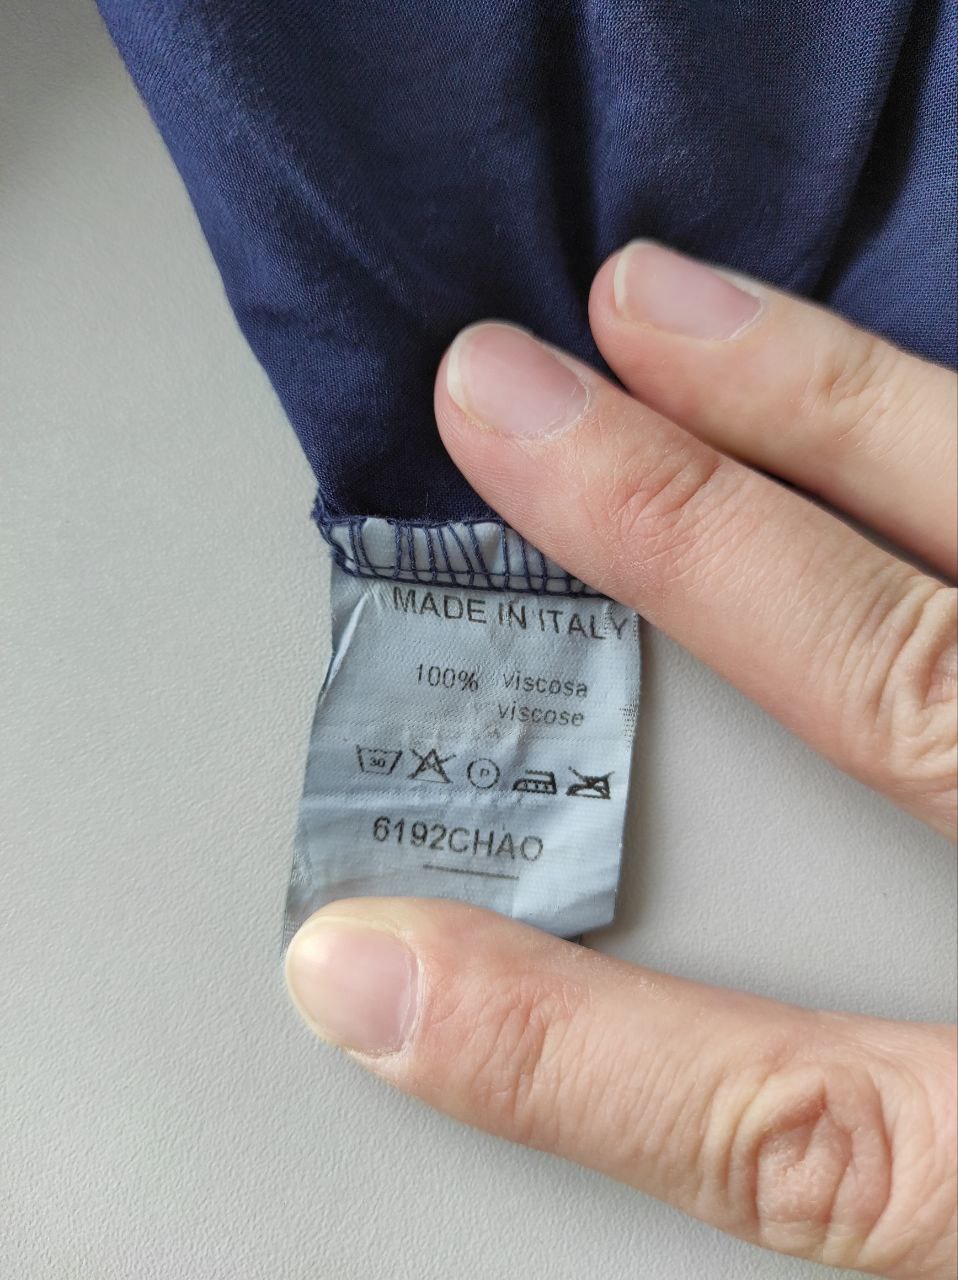 MADE IN ITALY
100% viscosa
viscose
30 P
6192CHAO